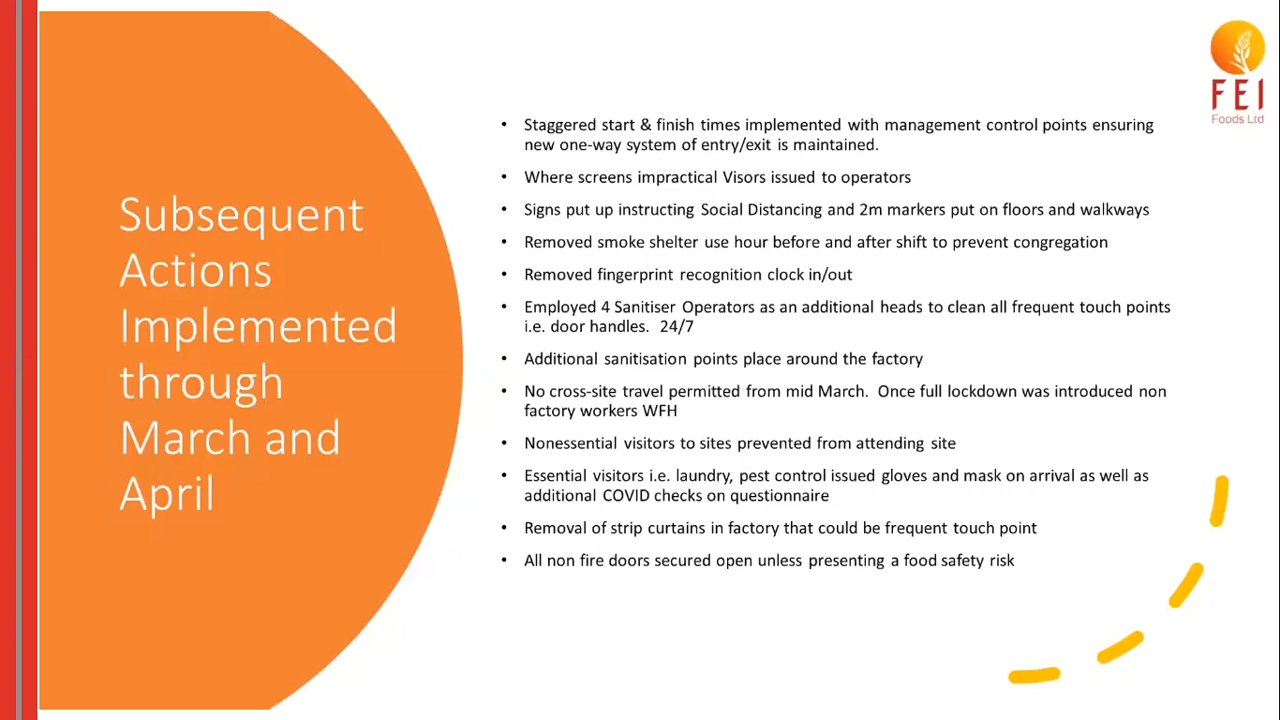 FEI
Foods Ltd
Subsequent
Actions
Implemented
through
March and
April
• Staggered start & finish times implemented with management control points ensuring
new one-way system of entry/exit is maintained.
• Where screens impractical Visors issued to operators
• Signs put up instructing Social Distancing and 2m markers put on floors and walkways
• Removed smoke shelter use hour before and after shift to prevent congregation
• Removed fingerprint recognition clock in/out
• Employed 4 Sanitiser Operators as an additional heads to clean all frequent touch points
i.e. door handles. 24/7
• Additional sanitisation points place around the factory
• No cross-site travel permitted from mid March. Once full lockdown was introduced non
factory workers WFH
• Nonessential visitors to sites prevented from attending site
• Essential visitors i.e. laundry, pest control issued gloves and mask on arrival as well as
additional COVID checks on questionnaire
• Removal of strip curtains in factory that could be frequent touch point
• All non fire doors secured open unless presenting a food safety risk